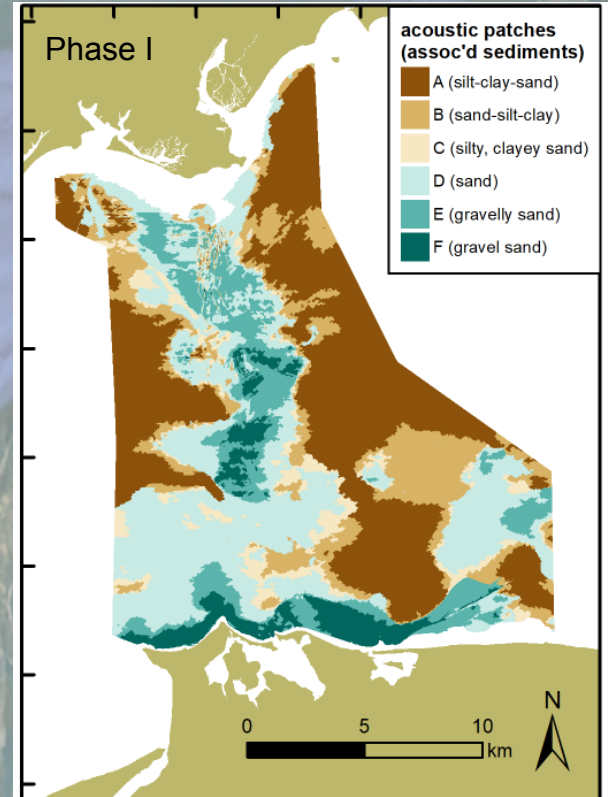 Phase I
acoustic patches
(assoc'd sediments)
A (silt-clay-sand)
B (sand-silt-clay)
C (silty, clayey sand)
D (sand)
E (gravelly sand)
F (gravel sand)
N
0 5 10
km